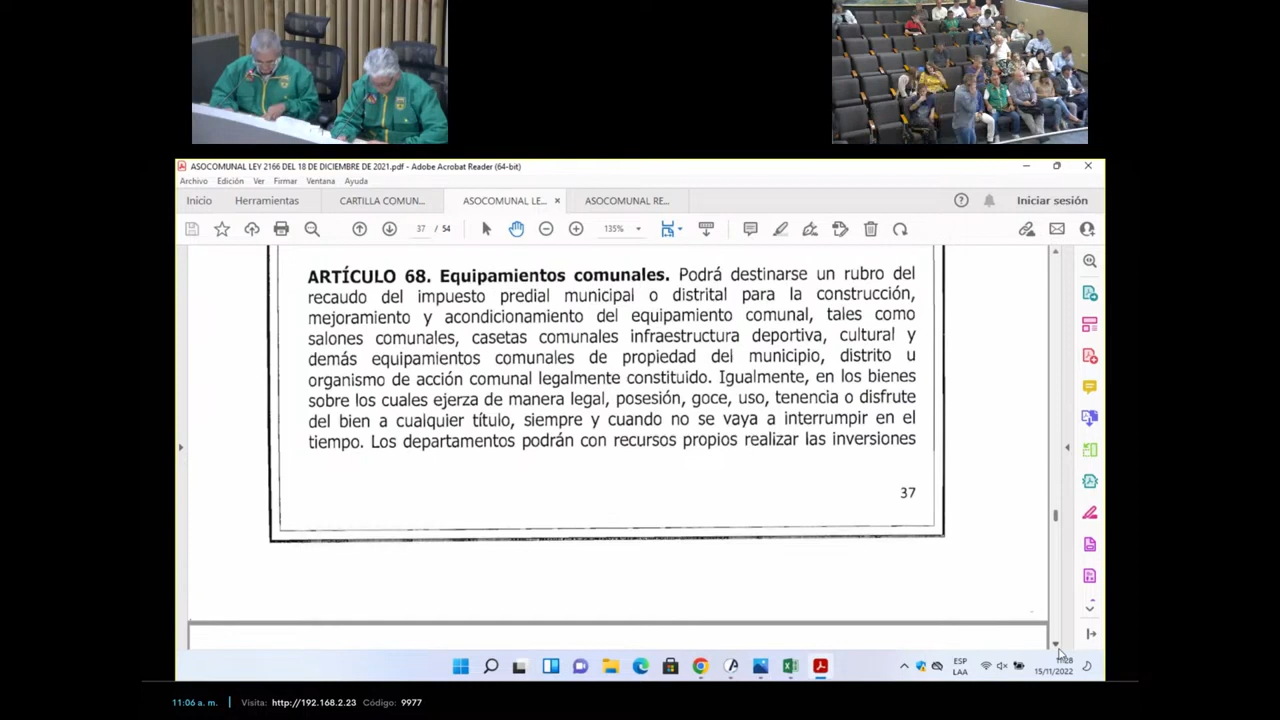 ASOCOMUNAL LEY 2166 DEL 18 DE DICIEMBRE DE 2021.pdf - Adobe Acrobat Reader (64-bit)
Archivo Edición Ver Firmar Ventana Ayuda
Inicio Herramientas CARTILLA COMUN... ASOCOMUNAL LE... × ASOCOMUNAL RE... Iniciar sesión
37 / 54 135%
ARTÍCULO 68. Equipamientos comunales. Podrá destinarse un rubro del
recaudo del impuesto predial municipal o distrital para la construcción,
mejoramiento y acondicionamiento del equipamiento comunal, tales como
salones comunales, casetas comunales infraestructura deportiva, cultural y
demás equipamientos comunales de propiedad del municipio, distrito u
organismo de acción comunal legalmente constituido. Igualmente, en los bienes
sobre los cuales ejerza de manera legal, posesión, goce, uso, tenencia o disfrute
del bien a cualquier título, siempre y cuando no se vaya a interrumpir en el
tiempo. Los departamentos podrán con recursos propios realizar las inversiones
37
ESP
LAA
11:28
15/11/2022
11:06 a. m. | Visita: http://192.168.2.23 Código: 9977